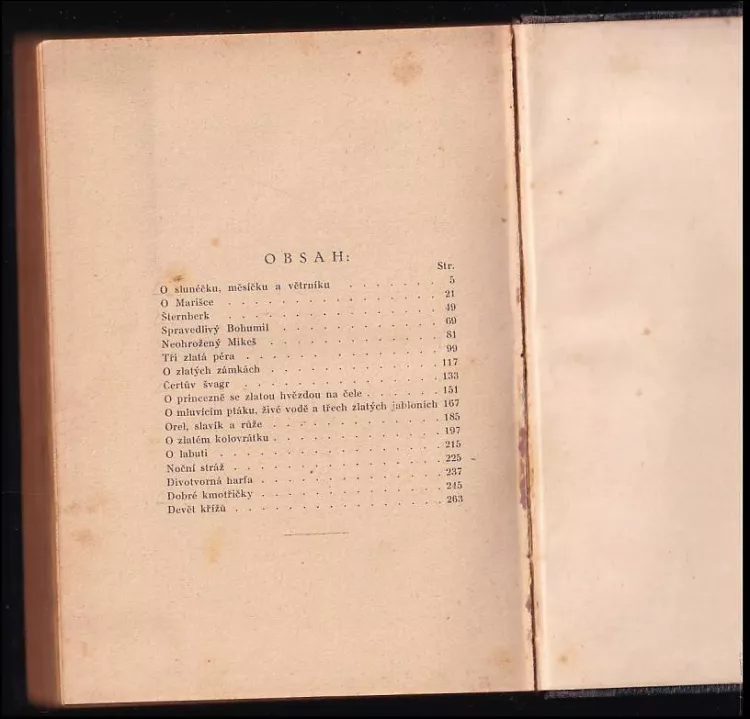 OBSAH:
Str.
O slunéčku, měsíčku a větrníku . . . . . . . 5
O Marišce . . . . . . . . . . . . . 21
Šternberk . . . . . . . . . . . . . 49
Spravedlivý Bohumil . . . . . . . . . . 69
Neohrožený Mikeš . . . . . . . . . . . 81
Tři zlatá péra . . . . . . . . . . . . 99
O zlatých zámkách . . . . . . . . . . . 117
Čertův švagr . . . . . . . . . . . . 133
O princezně se zlatou hvězdou na čele . . . . . . 151
O mluvícím ptáku, živé vodě a třech zlatých jabloních 167
Orel, slavík a růže . . . . . . . . . . . 185
O zlatém kolovrátku . . . . . . . . . . . 197
O labuti . . . . . . . . . . . . . . 215
Noční stráž . . . . . . . . . . . . . 225
Divotvorná harfa . . . . . . . . . . . 237
Dobré kmotřičky . . . . . . . . . . . 245
Devět křížů . . . . . . . . . . . . . 263